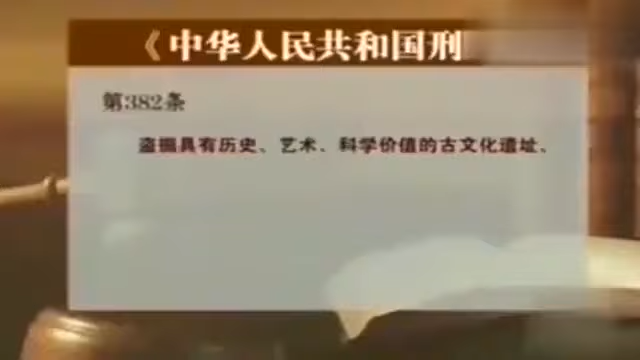 《中华人民共和国刑
第382条
盗掘具有历史、艺术、科学价值的古文化遗址、